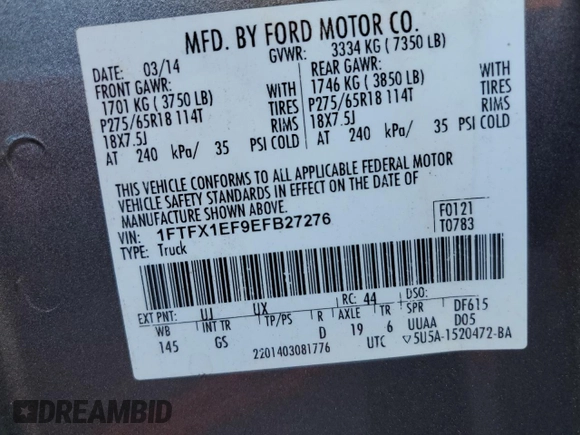 MFD. BY FORD MOTOR CO.
DATE: 03/14 GVWR: 3334 KG ( 7350 LB)
FRONT GAWR: REAR GAWR:
1701 KG ( 3750 LB) WITH 1746 KG ( 3850 LB) WITH
P275/65R18 114T TIRES P275/65R18 114T TIRES
18X7.5J RIMS 18X7.5J RIMS
AT 240 kPa/ 35 PSI COLD AT 240 kPa/ 35 PSI COLD
THIS VEHICLE CONFORMS TO ALL APPLICABLE FEDERAL MOTOR
VEHICLE SAFETY STANDARDS IN EFFECT ON THE DATE OF
MANUFACTURE SHOWN ABOVE.
VIN: 1FTFX1EF9EFB27276 F0121
TYPE: Truck T0783
EXT PNT: UJ UX RC: 44 DSO:
WB INT TR TP/PS R AXLE TR SPR DF615
145 GS D 19 6 UUAA D05
2201403081776 UTC ▽5U5A-1520472-BA
DREAMBID